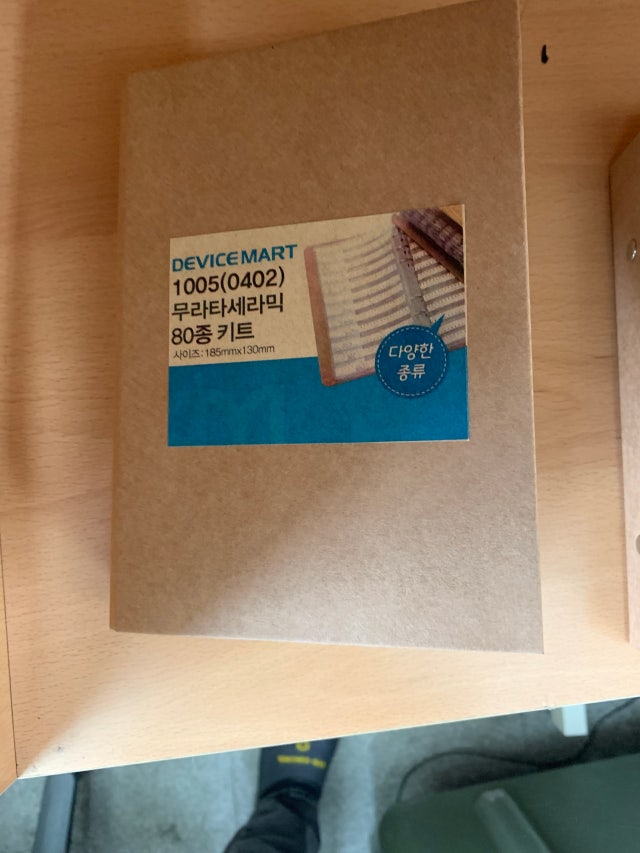 DEVICEMART
1005(0402)
무라타세라믹
80종 키트
사이즈: 185mmx130mm
다양한
종류